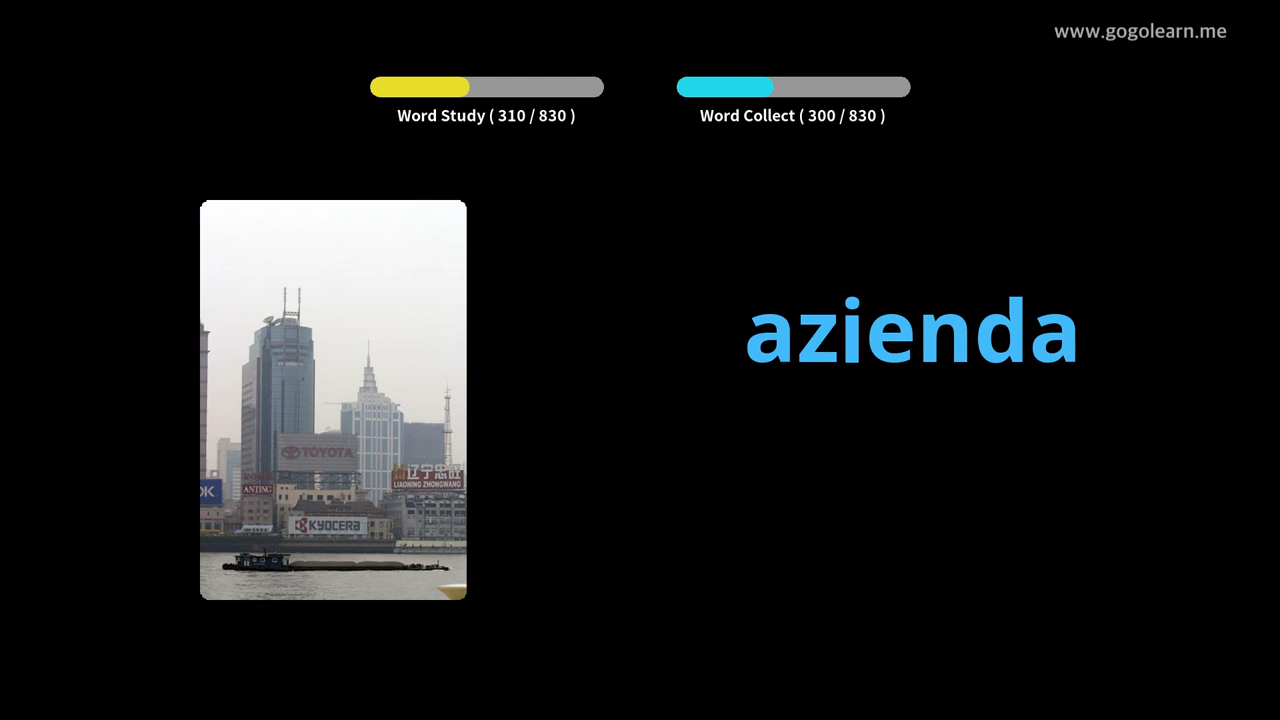 www.gogolearn.me
Word Study ( 310 / 830 )
Word Collect ( 300 / 830 )
azienda
TOYOTA
辽宁忠旺
LIAONING ZHONGWANG
OK
ANTING
KYOCERA